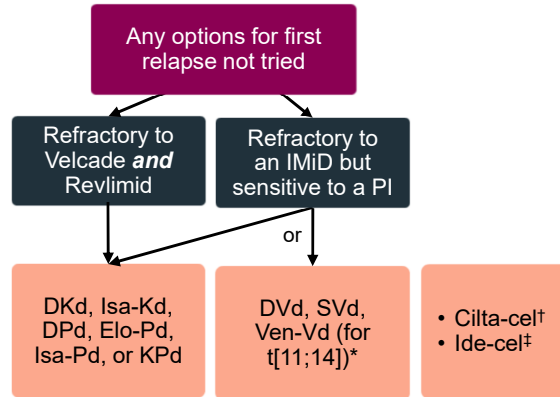 Any options for first
relapse not tried
Refractory to
Velcade and
Revlimid
Refractory to
an IMiD but
sensitive to a PI
or
DKd, Isa-Kd,
DPd, Elo-Pd,
Isa-Pd, or KPd
DVd, SVd,
Ven-Vd (for
t[11;14])*
• Cilta-cel†
• Ide-cel‡